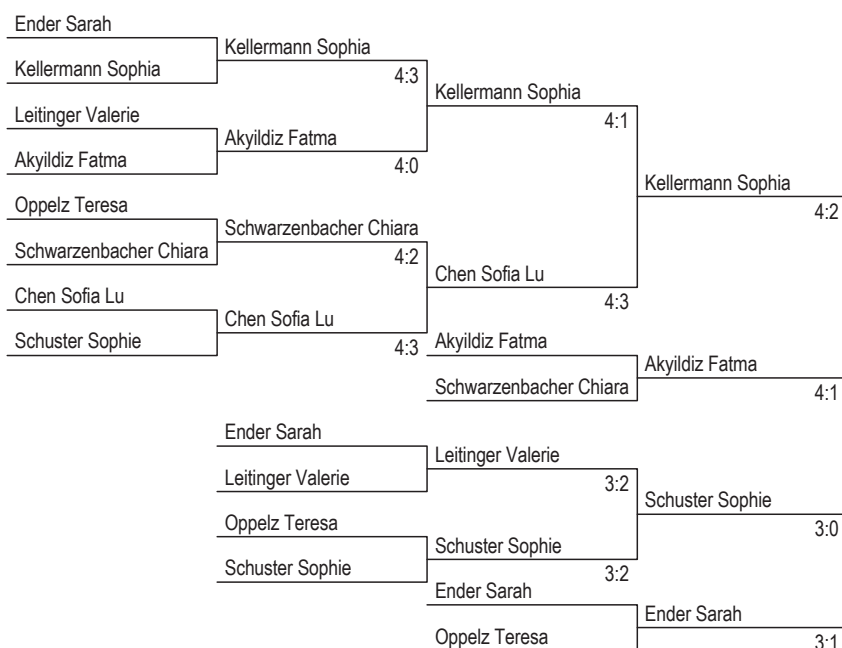 Ender Sarah
Kellermann Sophia
Kellermann Sophia
4:3
Kellermann Sophia
Leitinger Valerie
4:1
Akyildiz Fatma
Akyildiz Fatma
4:0
Kellermann Sophia
Oppelz Teresa
4:2
Schwarzenbacher Chiara
Schwarzenbacher Chiara
4:2
Chen Sofia Lu
Chen Sofia Lu
4:3
Chen Sofia Lu
Schuster Sophie
4:3
Akyildiz Fatma
Akyildiz Fatma
Schwarzenbacher Chiara
4:1
Ender Sarah
Leitinger Valerie
Leitinger Valerie
3:2
Schuster Sophie
Oppelz Teresa
3:0
Schuster Sophie
Schuster Sophie
3:2
Ender Sarah
Ender Sarah
Oppelz Teresa
3:1